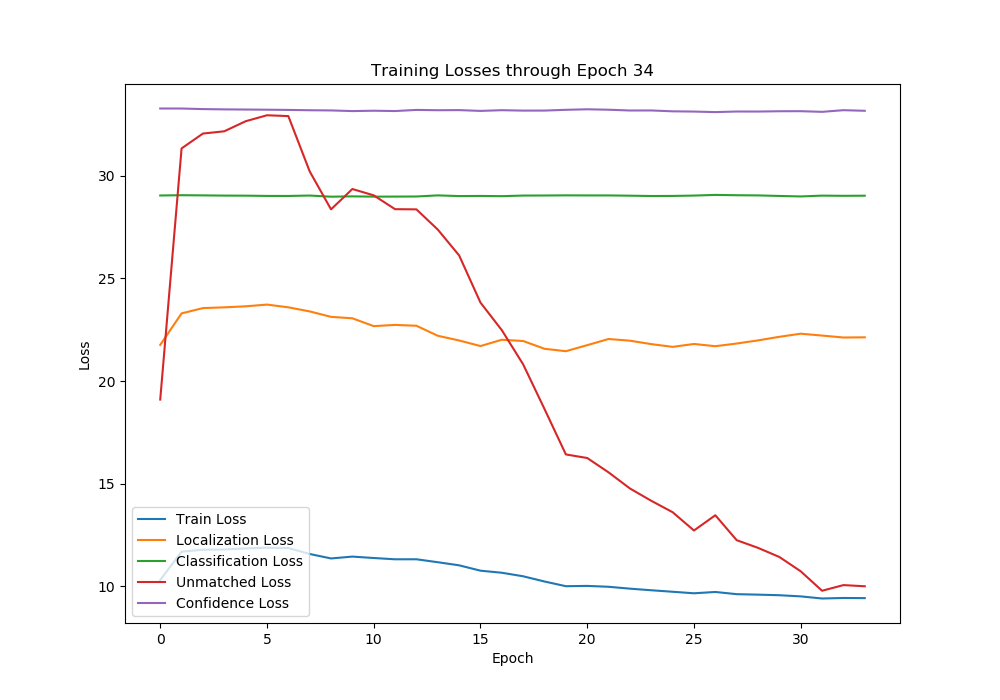 Training Losses through Epoch 34
Loss
30
25
20
15
10
Train Loss
Localization Loss
Classification Loss
Unmatched Loss
Confidence Loss
0 5 10 15 20 25 30
Epoch